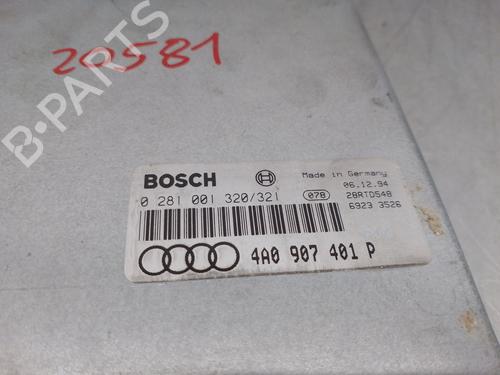 20581
B-PARTS
BOSCH
Made in Germany
06.12.94
0 281 001 320/321
078
28RTD548
6923 3526
4A0 907 401 P